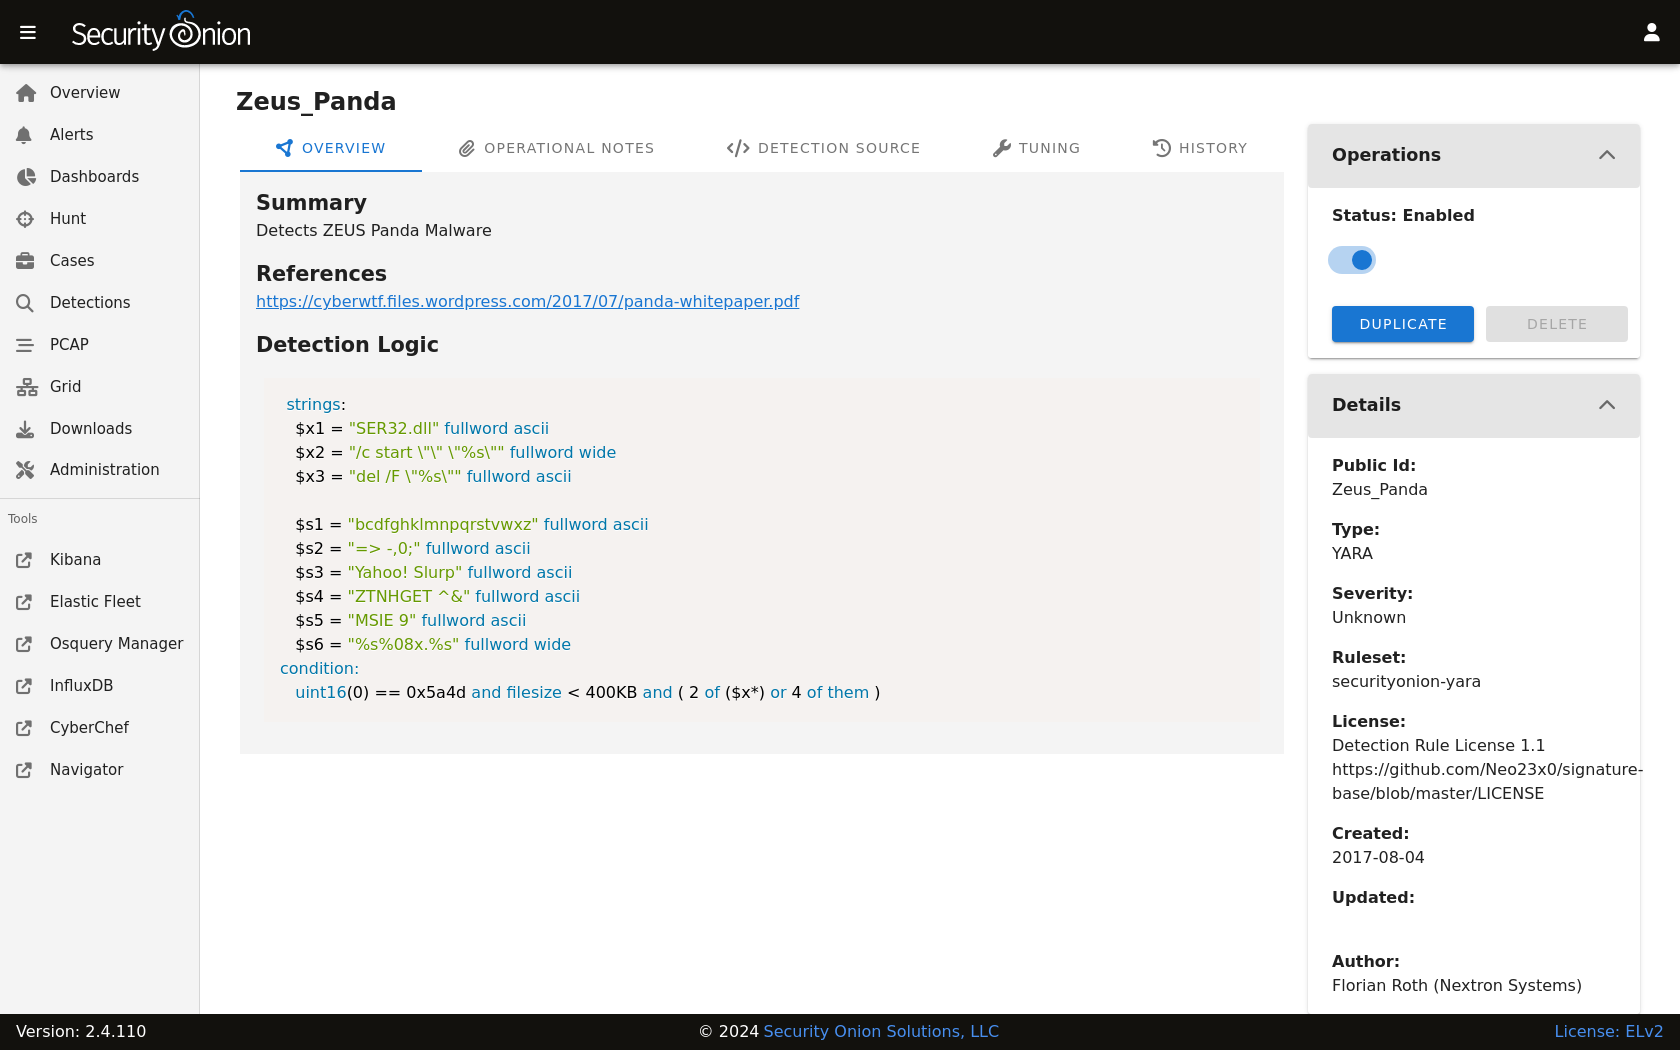 Security Onion
Overview
Alerts
Dashboards
Hunt
Cases
Detections
PCAP
Grid
Downloads
Administration
Tools
Kibana
Elastic Fleet
Osquery Manager
InfluxDB
CyberChef
Navigator
Zeus_Panda
OVERVIEW
OPERATIONAL NOTES
DETECTION SOURCE
TUNING
HISTORY
Summary
Detects ZEUS Panda Malware
References
https://cyberwtf.files.wordpress.com/2017/07/panda-whitepaper.pdf
Detection Logic
strings:
$x1 = "SER32.dll" fullword ascii
$x2 = "/c start \"\" \"%s\"" fullword wide
$x3 = "del /F \"%s\"" fullword ascii
$s1 = "bcdfghklmnpqrstvwxz" fullword ascii
$s2 = "=> -,0;" fullword ascii
$s3 = "Yahoo! Slurp" fullword ascii
$s4 = "ZTNHGET ^&" fullword ascii
$s5 = "MSIE 9" fullword ascii
$s6 = "%s%08x.%s" fullword wide
condition:
uint16(0) == 0x5a4d and filesize < 400KB and ( 2 of ($x*) or 4 of them )
Operations
Status: Enabled
DUPLICATE
DELETE
Details
Public Id:
Zeus_Panda
Type:
YARA
Severity:
Unknown
Ruleset:
securityonion-yara
License:
Detection Rule License 1.1
https://github.com/Neo23x0/signature-
base/blob/master/LICENSE
Created:
2017-08-04
Updated:
Author:
Florian Roth (Nextron Systems)
Version: 2.4.110
© 2024 Security Onion Solutions, LLC
License: ELv2